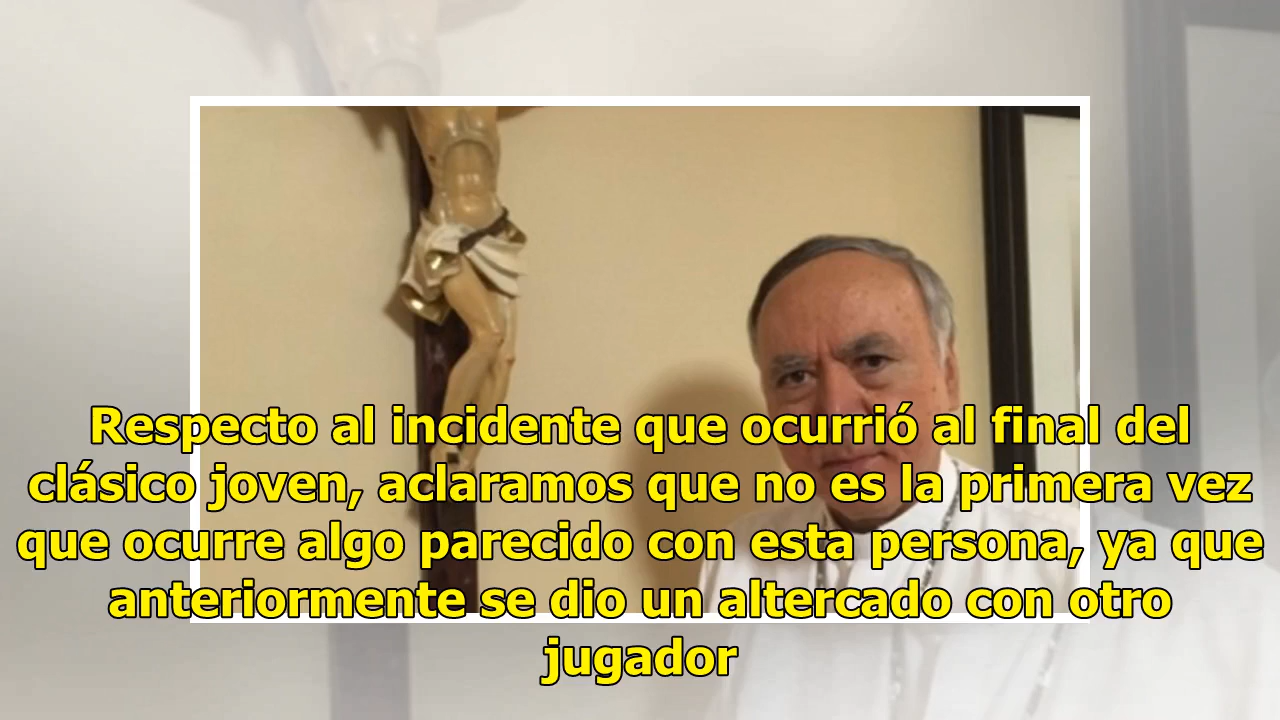 Respecto al incidente que ocurrió al final del
clásico joven, aclaramos que no es la primera vez
que ocurre algo parecido con esta persona, ya que
anteriormente se dio un altercado con otro
jugador